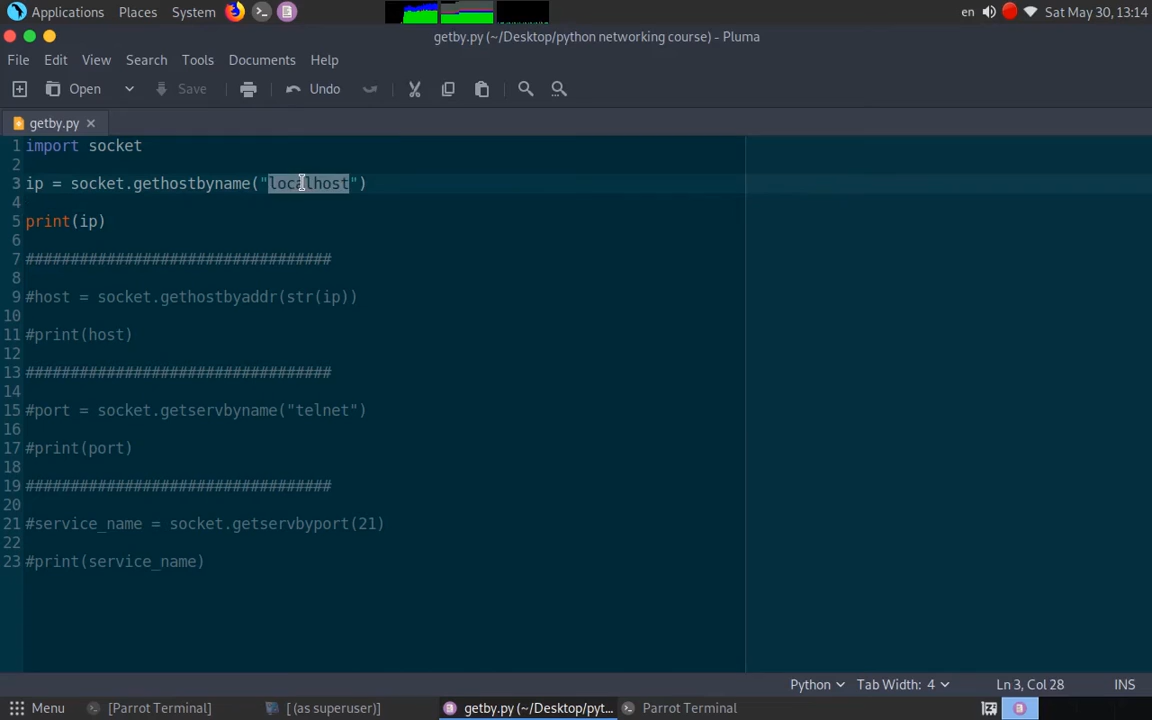 Applications Places System en Sat May 30, 13:14
getby.py (~/Desktop/python networking course) - Pluma
File Edit View Search Tools Documents Help
Open Save Undo
getby.py
1 import socket
2
3 ip = socket.gethostbyname("localhost")
4
5 print(ip)
6
7 ##################################
8
9 #host = socket.gethostbyaddr(str(ip))
10
11 #print(host)
12
13 ##################################
14
15 #port = socket.getservbyname("telnet")
16
17 #print(port)
18
19 ##################################
20
21 #service_name = socket.getservbyport(21)
22
23 #print(service_name)
Python Tab Width: 4 Ln 3, Col 28 INS
Menu [Parrot Terminal] [ (as superuser)] getby.py (~/Desktop/pyt... Parrot Terminal